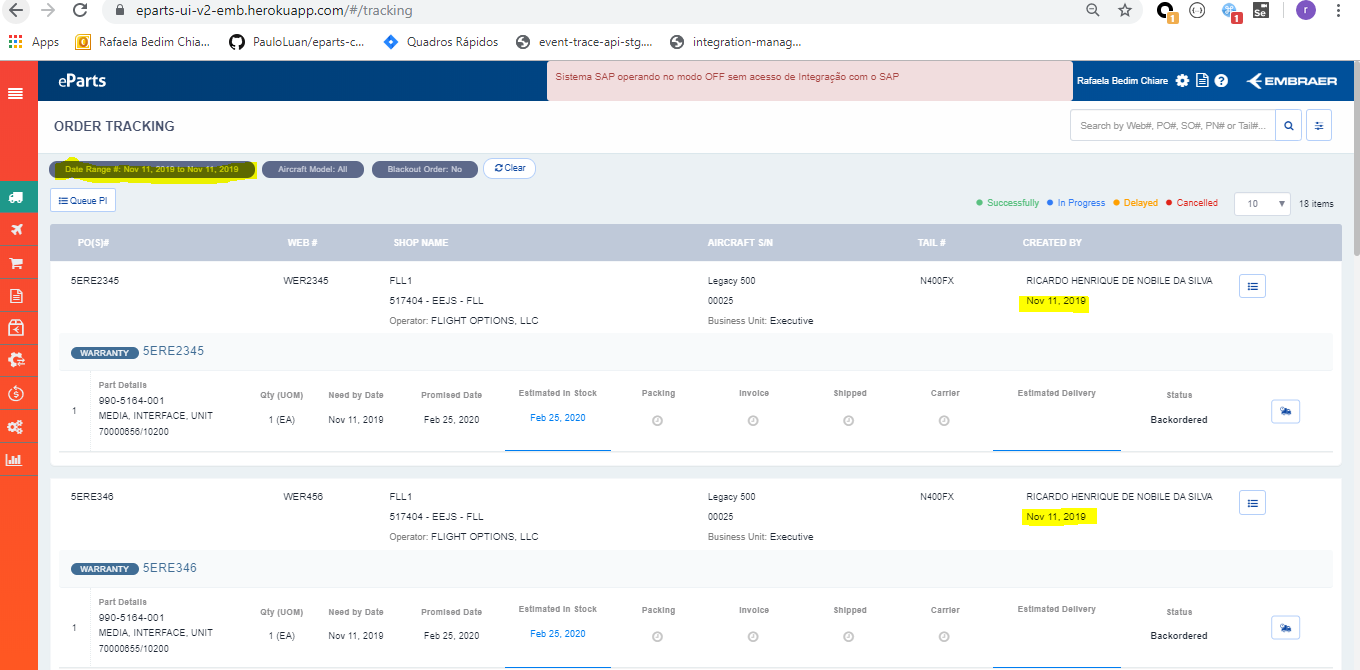 eparts-ui-v2-emb.herokuapp.com/#/tracking
1
1
Se
r
Apps
Rafaela Bedim Chia...
PauloLuan/eparts-c...
Quadros Rápidos
event-trace-api-stg....
integration-manag...
eParts
Sistema SAP operando no modo OFF sem acesso de Integração com o SAP
Rafaela Bedim Chiare
EMBRAER
ORDER TRACKING
Search by Web#, PO#, SO#, PN# or Tail#...
Date Range #: Nov 11, 2019 to Nov 11, 2019
Aircraft Model: All
Blackout Order: No
Clear
Queue PI
Successfully
In Progress
Delayed
Cancelled
10
18 items
PO(S)# WEB # SHOP NAME AIRCRAFT S/N TAIL # CREATED BY
5ERE2345 WER2345 FLL1 Legacy 500 N400FX RICARDO HENRIQUE DE NOBILE DA SILVA
517404 - EEJS - FLL 00025 Nov 11, 2019
Operator: FLIGHT OPTIONS, LLC Business Unit: Executive
WARRANTY 5ERE2345
Part Details Qty (UOM) Need by Date Promised Date Estimated In Stock Packing Invoice Shipped Carrier Estimated Delivery Status
1 990-5164-001 1 (EA) Nov 11, 2019 Feb 25, 2020 Feb 25, 2020 Backordered
MEDIA, INTERFACE, UNIT
70000656/10200
5ERE346 WER456 FLL1 Legacy 500 N400FX RICARDO HENRIQUE DE NOBILE DA SILVA
517404 - EEJS - FLL 00025 Nov 11, 2019
Operator: FLIGHT OPTIONS, LLC Business Unit: Executive
WARRANTY 5ERE346
Part Details Qty (UOM) Need by Date Promised Date Estimated In Stock Packing Invoice Shipped Carrier Estimated Delivery Status
1 990-5164-001 1 (EA) Nov 11, 2019 Feb 25, 2020 Feb 25, 2020 Backordered
MEDIA, INTERFACE, UNIT
70000655/10200